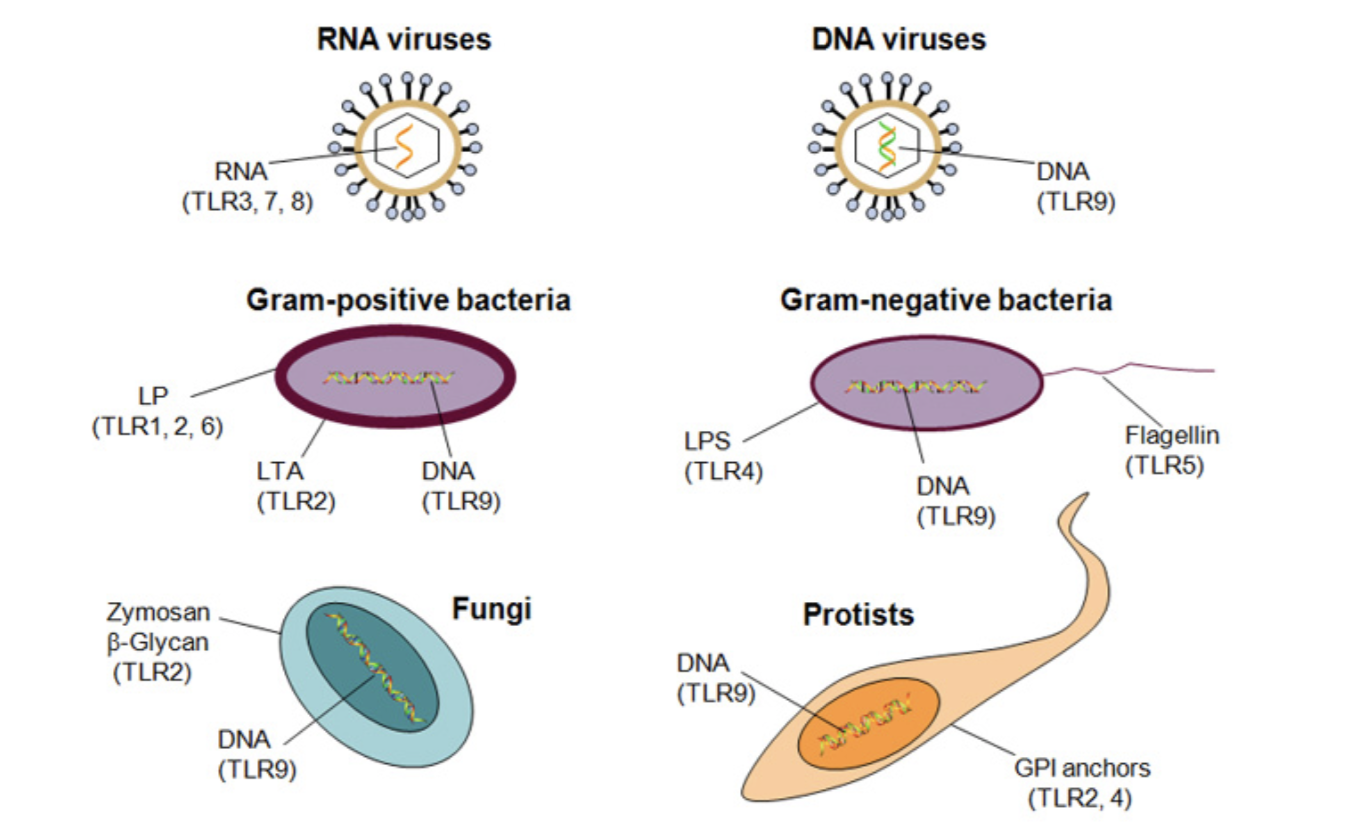 RNA viruses
RNA
(TLR3, 7, 8)
DNA viruses
DNA
(TLR9)
Gram-positive bacteria
LP
(TLR1, 2, 6)
LTA
(TLR2)
DNA
(TLR9)
Gram-negative bacteria
LPS
(TLR4)
DNA
(TLR9)
Flagellin
(TLR5)
Fungi
Zymosan
β-Glycan
(TLR2)
DNA
(TLR9)
Protists
DNA
(TLR9)
GPI anchors
(TLR2, 4)